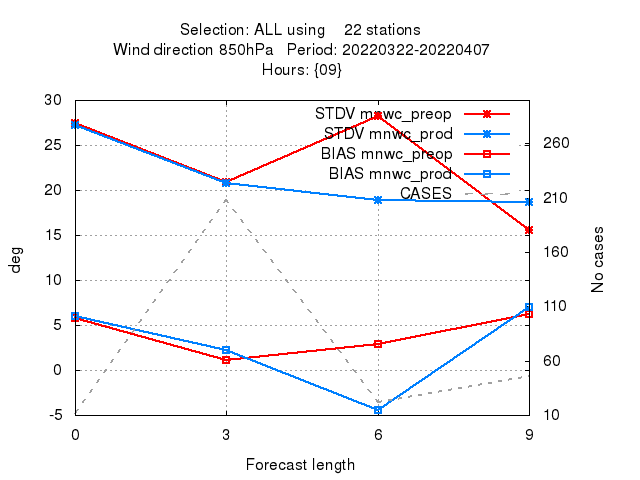 Selection: ALL using 22 stations
Wind direction 850hPa Period: 20220322-20220407
Hours: {09}
30
25
20
15
10
5
0
-5
deg
STDV mnwc_preop
STDV mnwc_prod
BIAS mnwc_preop
BIAS mnwc_prod
CASES
260
210
160
110
60
10
No cases
0 3 6 9
Forecast length